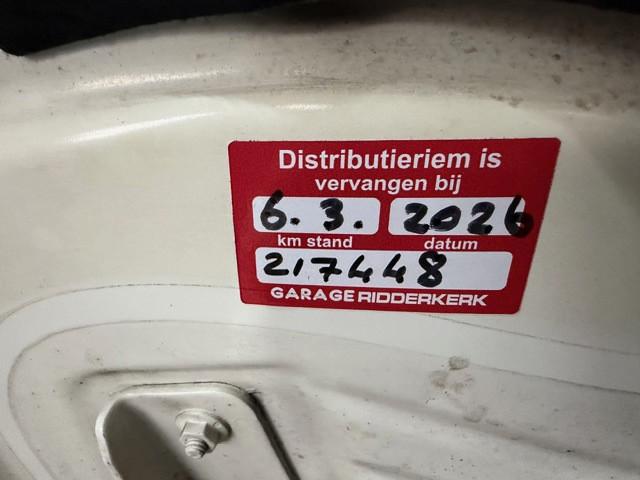 Distributieriem is
vervangen bij
6.3. 2026
km stand datum
217448
GARAGE RIDDERKERK